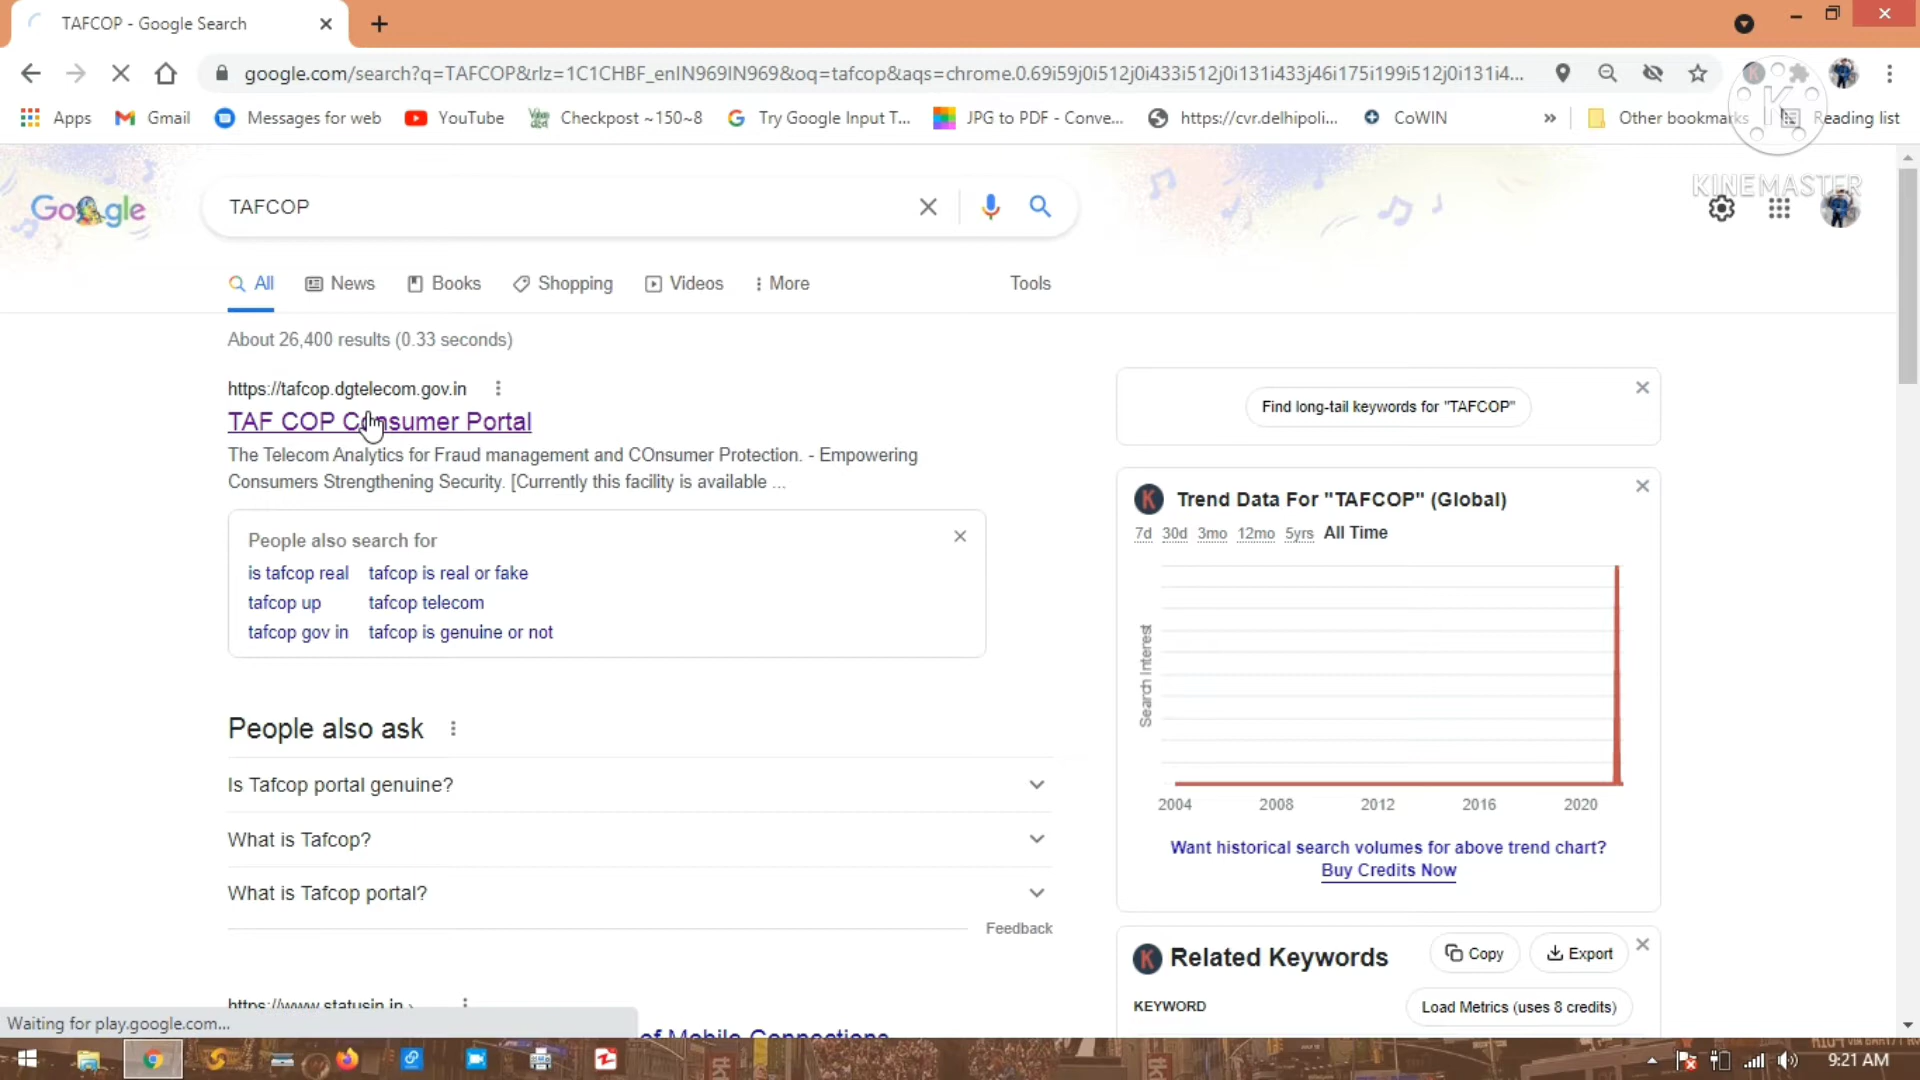 TAFCOP - Google Search
google.com/search?q=TAFCOP&rlz=1C1CHBF_enIN969IN969&oq=tafcop&aqs=chrome.0.69i59j0i512j0i433i512j0i131i433j46i175i199i512j0i131i4...
Apps Gmail Messages for web YouTube Checkpost ~150~8 Try Google Input T... JPG to PDF - Conve... https://cvr.delhipoli... CoWIN » Other bookmarks Reading list
KINEMASTER
Google TAFCOP
All News Books Shopping Videos More Tools
About 26,400 results (0.33 seconds)
https://tafcop.dgtelecom.gov.in
TAF COP Consumer Portal
The Telecom Analytics for Fraud management and COnsumer Protection. - Empowering
Consumers Strengthening Security. [Currently this facility is available ...
People also search for
is tafcop real tafcop is real or fake
tafcop up tafcop telecom
tafcop gov in tafcop is genuine or not
People also ask
Is Tafcop portal genuine?
What is Tafcop?
What is Tafcop portal?
Feedback
https://www.statusin.in ›
of Mobile Connections
Find long-tail keywords for "TAFCOP"
K Trend Data For "TAFCOP" (Global)
7d 30d 3mo 12mo 5yrs All Time
Search Interest
2004 2008 2012 2016 2020
Want historical search volumes for above trend chart?
Buy Credits Now
K Related Keywords Copy Export
KEYWORD Load Metrics (uses 8 credits)
Waiting for play.google.com...
9:21 AM